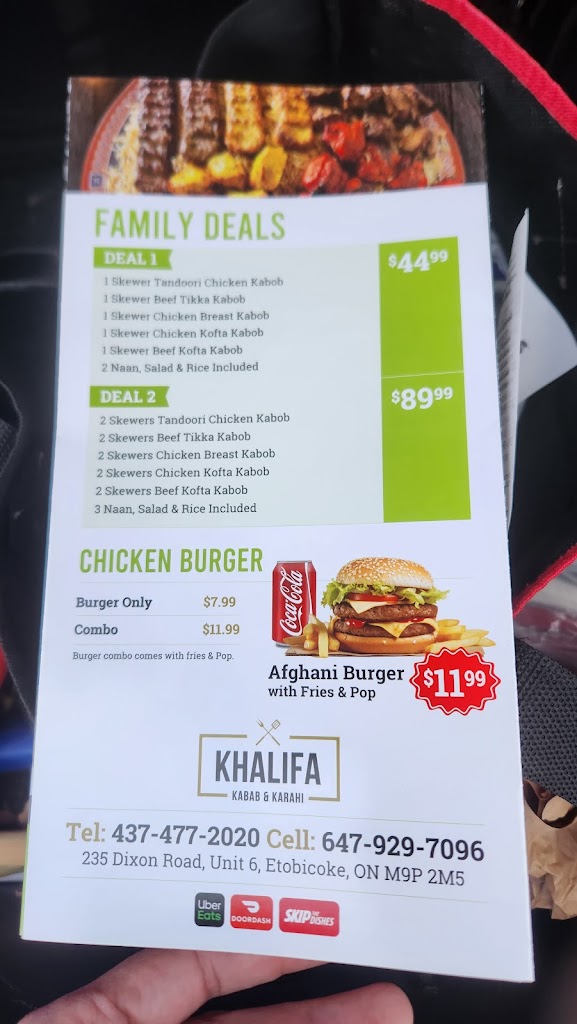 FAMILY DEALS
DEAL 1
$44.99
1 Skewer Tandoori Chicken Kabob
1 Skewer Beef Tikka Kabob
1 Skewer Chicken Breast Kabob
1 Skewer Chicken Kofta Kabob
1 Skewer Beef Kofta Kabob
2 Naan, Salad & Rice Included
DEAL 2
$89.99
2 Skewers Tandoori Chicken Kabob
2 Skewers Beef Tikka Kabob
2 Skewers Chicken Breast Kabob
2 Skewers Chicken Kofta Kabob
2 Skewers Beef Kofta Kabob
3 Naan, Salad & Rice Included
CHICKEN BURGER
Burger Only $7.99
Combo $11.99
Burger combo comes with fries & Pop.
Coca-Cola
Afghani Burger
with Fries & Pop
$11.99
KHALIFA
KABAB & KARAHI
Tel: 437-477-2020 Cell: 647-929-7096
235 Dixon Road, Unit 6, Etobicoke, ON M9P 2M5
Uber Eats
DOORDASH
SKIP THE DISHES